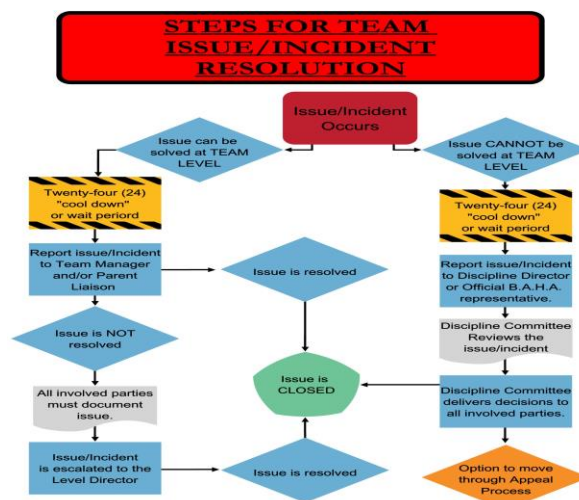 STEPS FOR TEAM
ISSUE/INCIDENT
RESOLUTION
Issue/Incident
Occurs
Issue can be
solved at TEAM
LEVEL
Issue CANNOT be
solved at TEAM
LEVEL
Twenty-four (24)
"cool down"
or wait periord
Twenty-four (24)
"cool down"
or wait periord
Report issue/Incident
to Team Manager
and/or Parent
Liaison
Issue is resolved
Report issue/Incident
to Discipline Director
or Official B.A.H.A.
representative.
Issue is NOT
resolved
Discipline Committee
Reviews the
issue/incident
All involved parties
must document
issue.
Issue is
CLOSED
Discipline Committee
delivers decisions to
all involved parties.
Issue/Incident
is escalated to the
Level Director
Issue is resolved
Option to move
through Appeal
Process